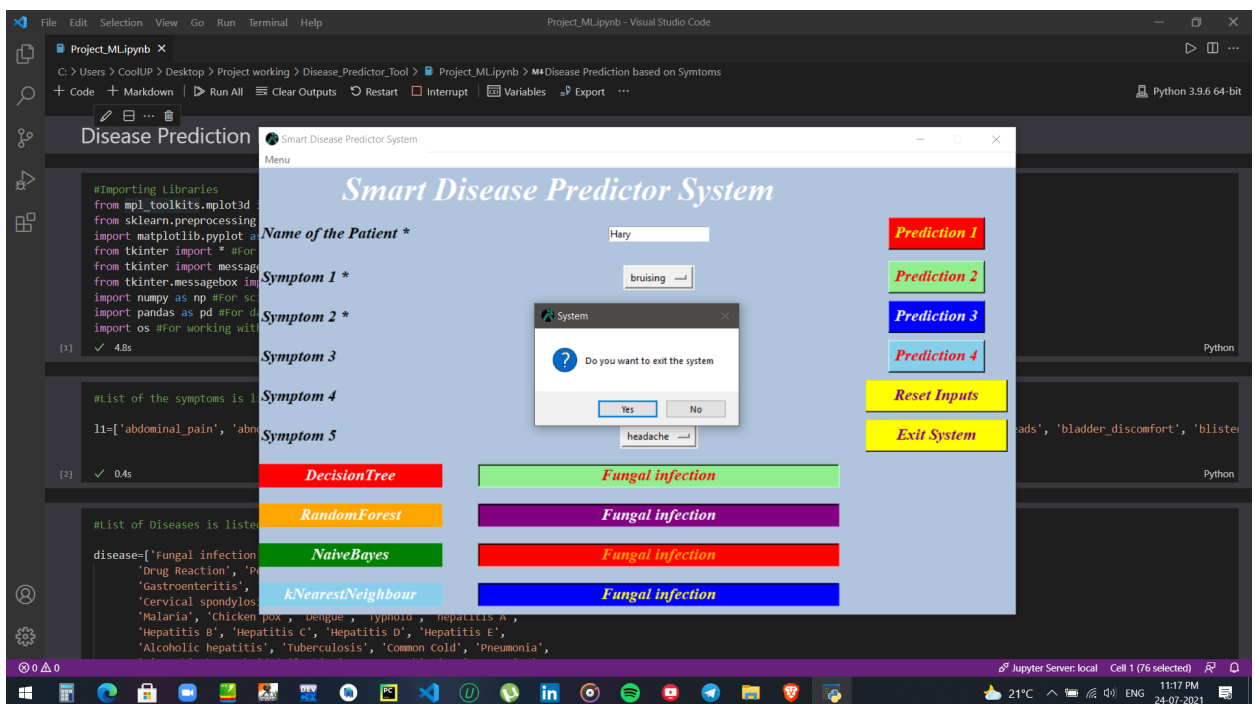 File Edit Selection View Go Run Terminal Help Project_ML.ipynb - Visual Studio Code
Project_ML.ipynb
C: > Users > CoolUP > Desktop > Project working > Disease_Predictor_Tool > Project_ML.ipynb > M↓Disease Prediction based on Symtoms
+ Code + Markdown Run All Clear Outputs Restart Interrupt Variables Export ... Python 3.9.6 64-bit
Disease Prediction
#Importing Libraries
from mpl_toolkits.mplot3d
from sklearn.preprocessing
import matplotlib.pyplot
from tkinter import * #For
from tkinter import
from tkinter.messagebox
import numpy as np #For
import pandas as pd #For
import os #For working
[1] ✓ 4.8s Python
#List of the symptoms is
l1=['abdominal_pain', 'bladder_discomfort',
[2] ✓ 0.4s Python
#List of Diseases is
disease=['Fungal infection
'Drug Reaction',
'Gastroenteritis',
'Cervical
'Malaria', 'Chicken pox', 'Dengue', 'Typhoid', 'hepatitis A',
'Hepatitis B', 'Hepatitis C', 'Hepatitis D', 'Hepatitis E',
'Alcoholic hepatitis', 'Tuberculosis', 'Common Cold', 'Pneumonia',
Smart Disease Predictor System
Menu
Smart Disease Predictor System
Name of the Patient * Hary Prediction 1
Symptom 1 * bruising Prediction 2
Symptom 2 * Prediction 3
Symptom 3 Prediction 4
Symptom 4 Reset Inputs
Symptom 5 headache Exit System
DecisionTree Fungal infection
RandomForest Fungal infection
NaiveBayes Fungal infection
kNearestNeighbour Fungal infection
System
Do you want to exit the system
Yes No
0 0 Jupyter Server: local Cell 1 (76 selected)
21°C ENG 11:17 PM
24-07-2021